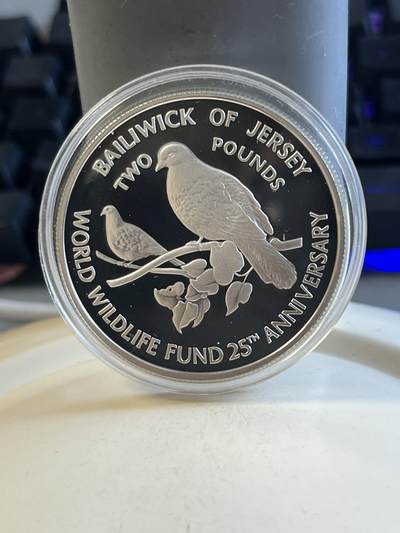 BAILIWICK OF JERSEY
TWO POUNDS
WORLD WILDLIFE FUND 25TH ANNIVERSARY